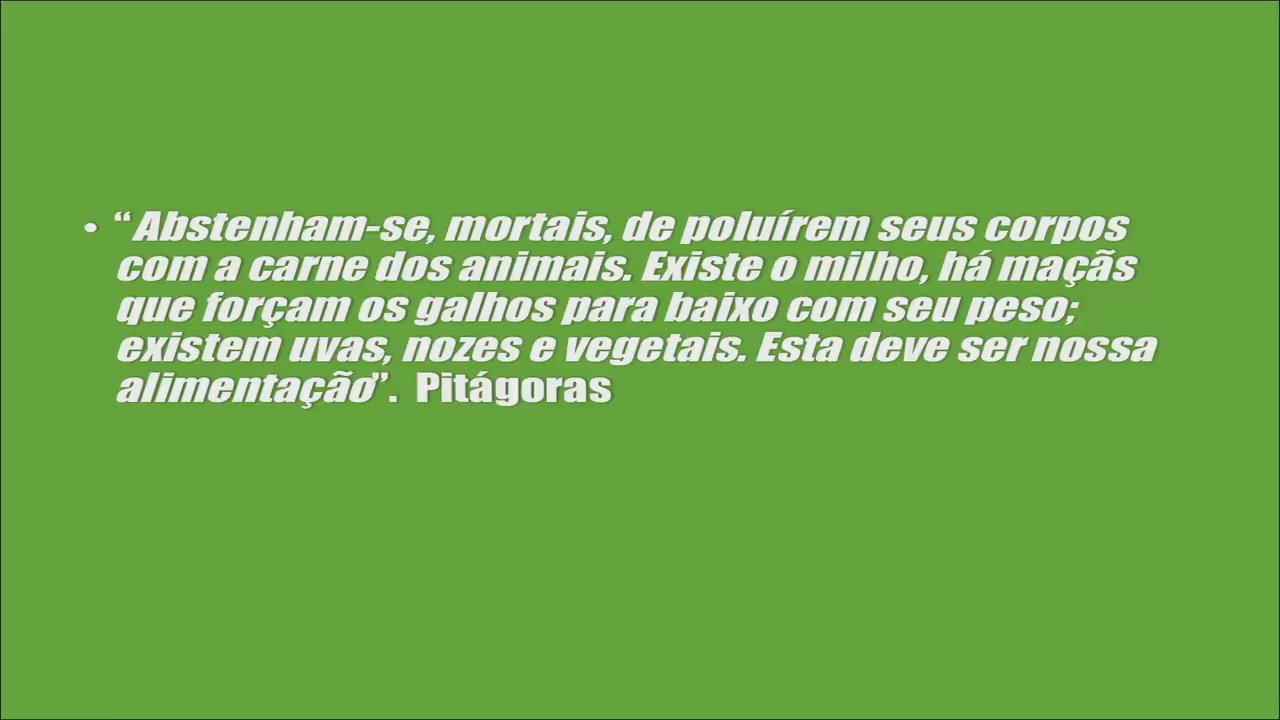 • “Abstenham-se, mortais, de poluírem seus corpos
com a carne dos animais. Existe o milho, há maçãs
que forçam os galhos para baixo com seu peso;
existem uvas, nozes e vegetais. Esta deve ser nossa
alimentação”. Pitágoras